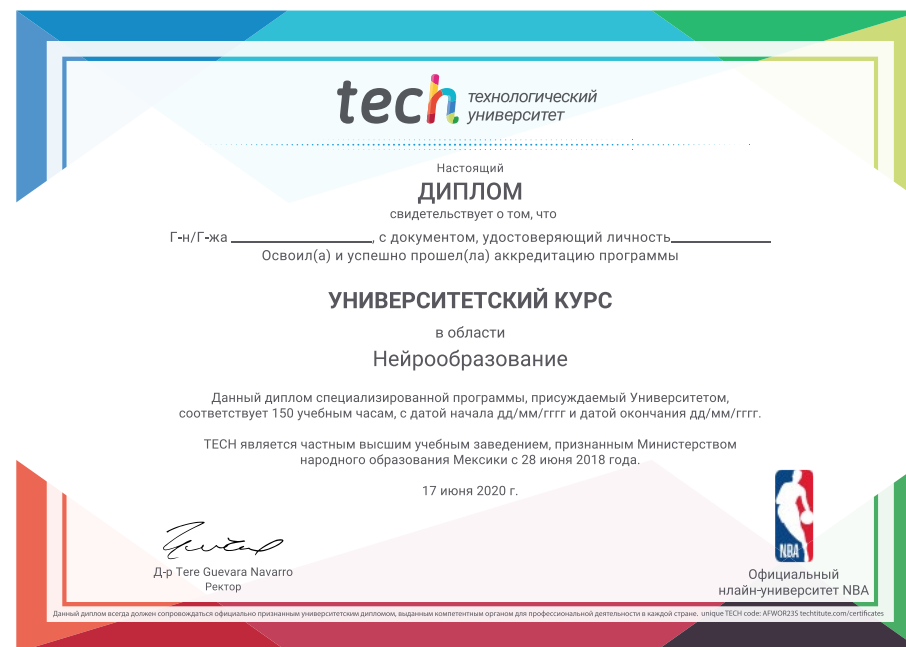 tech технологический
университет
Настоящий
ДИПЛОМ
свидетельствует о том, что
Г-н/Г-жа ____________________, с документом, удостоверяющий личность______________
Освоил(а) и успешно прошел(ла) аккредитацию программы
УНИВЕРСИТЕТСКИЙ КУРС
в области
Нейрообразование
Данный диплом специализированной программы, присуждаемый Университетом,
соответствует 150 учебным часам, с датой начала дд/мм/гггг и датой окончания дд/мм/гггг.
TECH является частным высшим учебным заведением, признанным Министерством
народного образования Мексики с 28 июня 2018 года.
17 июня 2020 г.
Д-р Tere Guevara Navarro
Ректор
NBA
Официальный
нлайн-университет NBA
Данный диплом всегда должен сопровождаться официально признанным университетским дипломом, выданным компетентным органом для профессиональной деятельности в каждой стране. unique TECH code: AFWOR23S techtitute.com/certificates